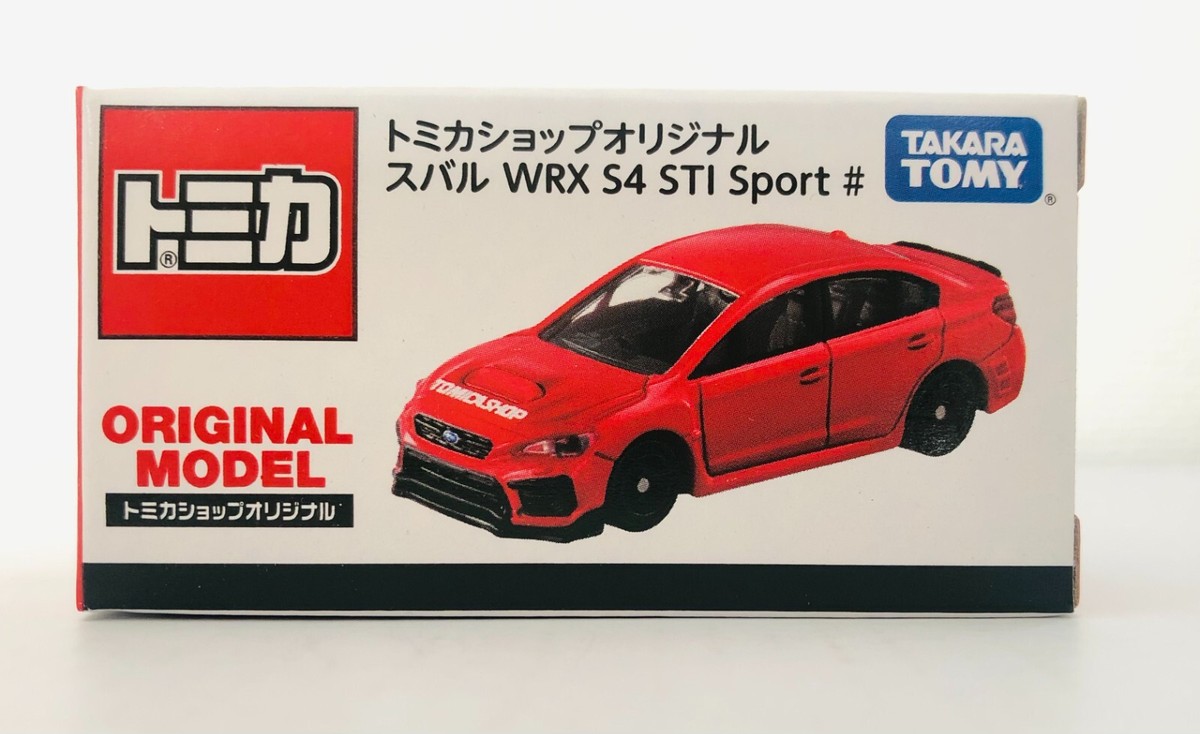 トミカショップオリジナル
スバル WRX S4 STI Sport #
TAKARA
TOMY
®
トミカ
®
TOMICA SHOP
ORIGINAL
MODEL
トミカショップオリジナル